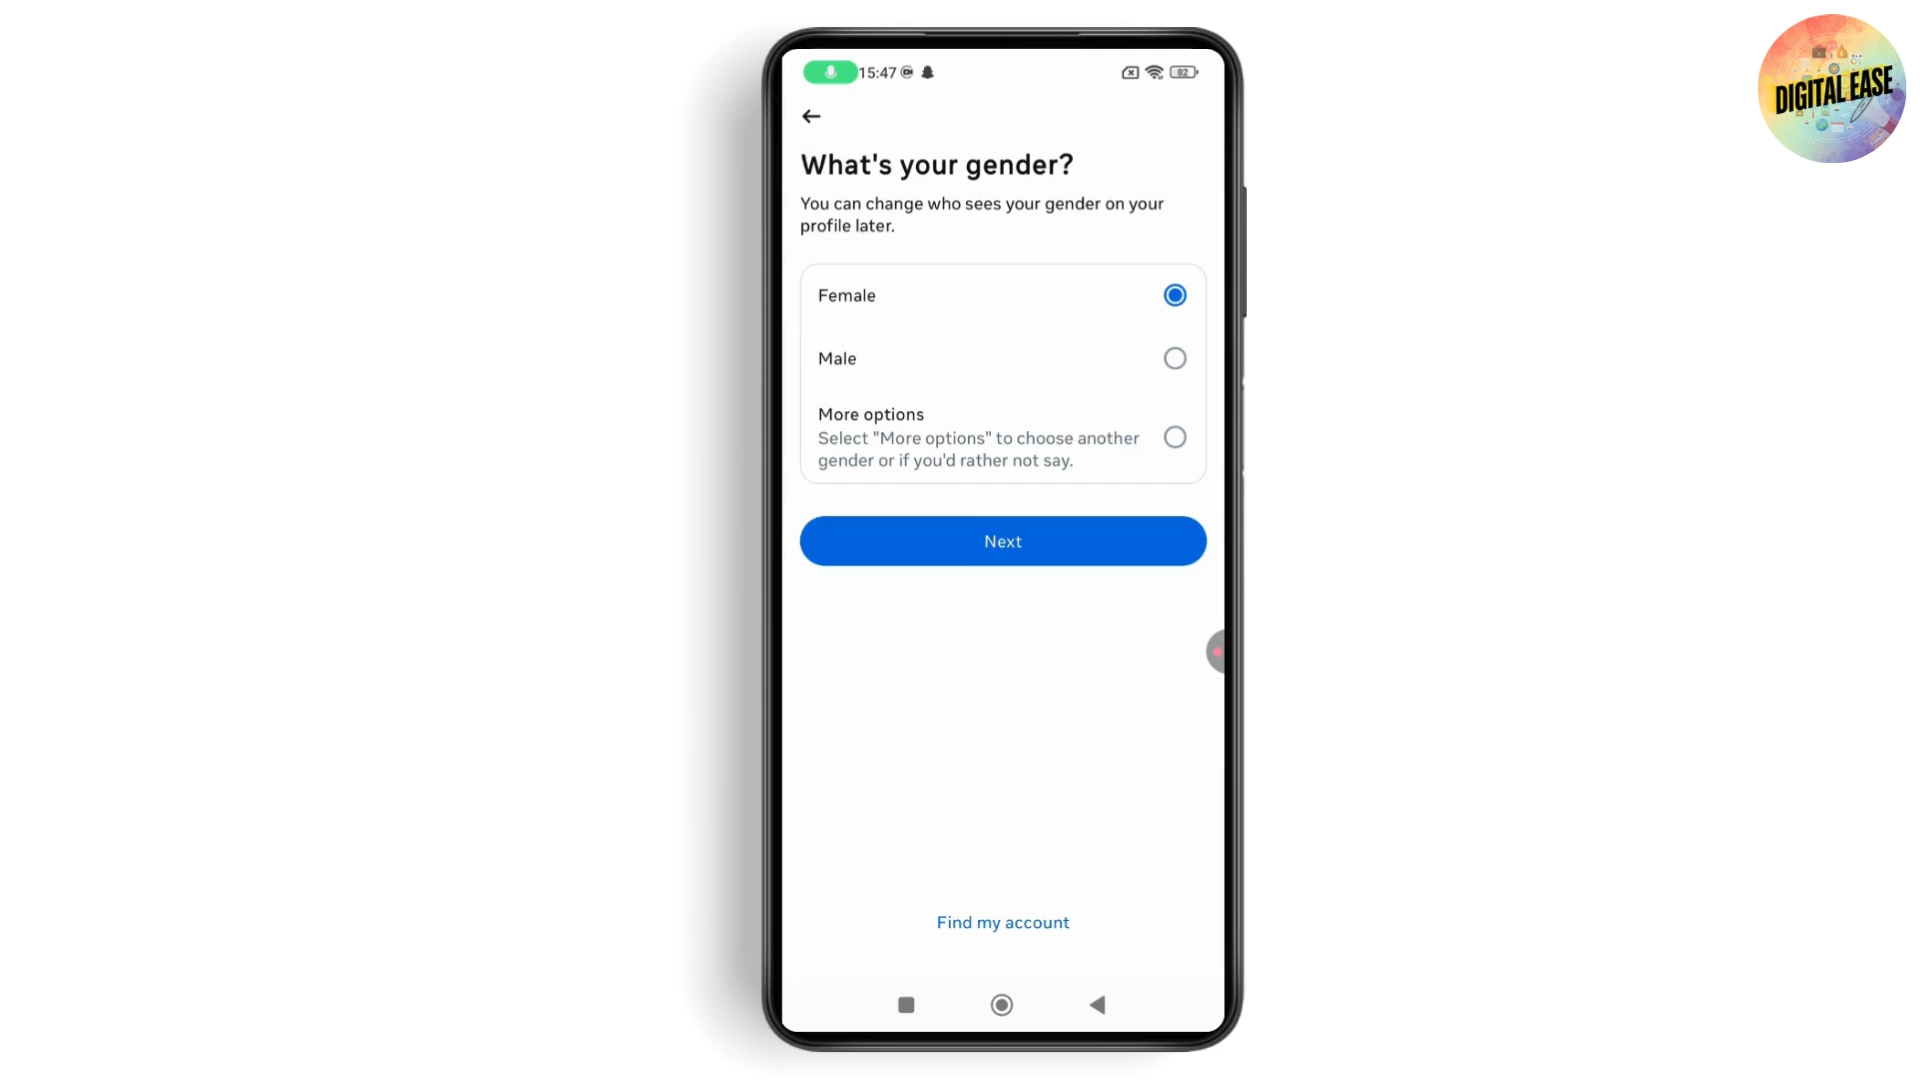 15:47
82
What's your gender?
You can change who sees your gender on your
profile later.
Female
Male
More options
Select "More options" to choose another
gender or if you'd rather not say.
Next
Find my account
DIGITAL EASE